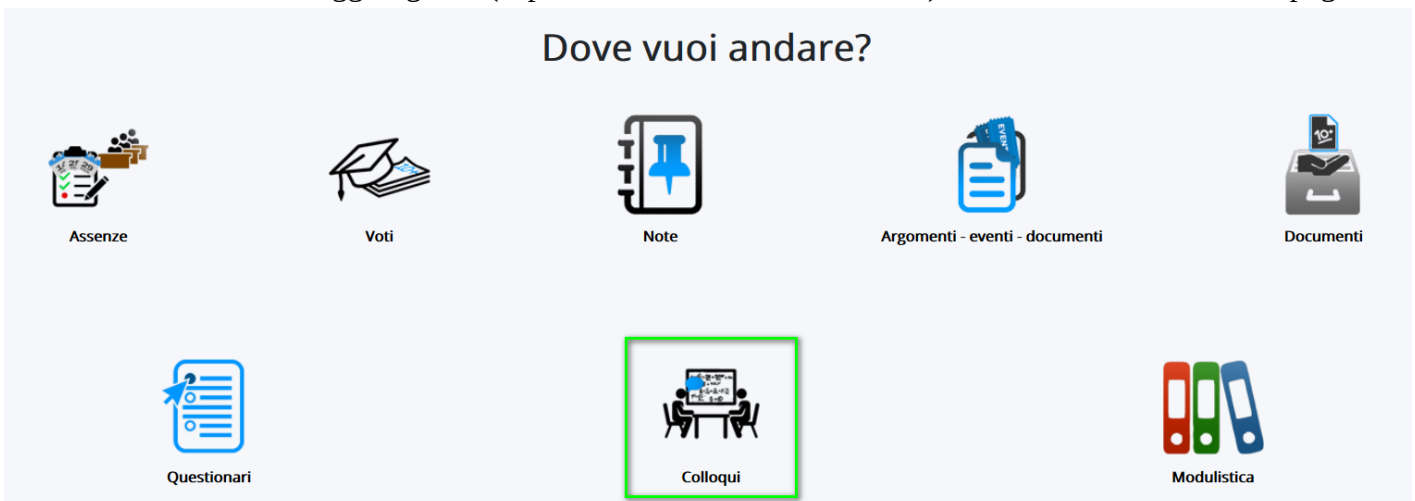 Dove vuoi andare?
Assenze
Voti
Note
Argomenti - eventi - documenti
Documenti
Questionari
Colloqui
Modulistica